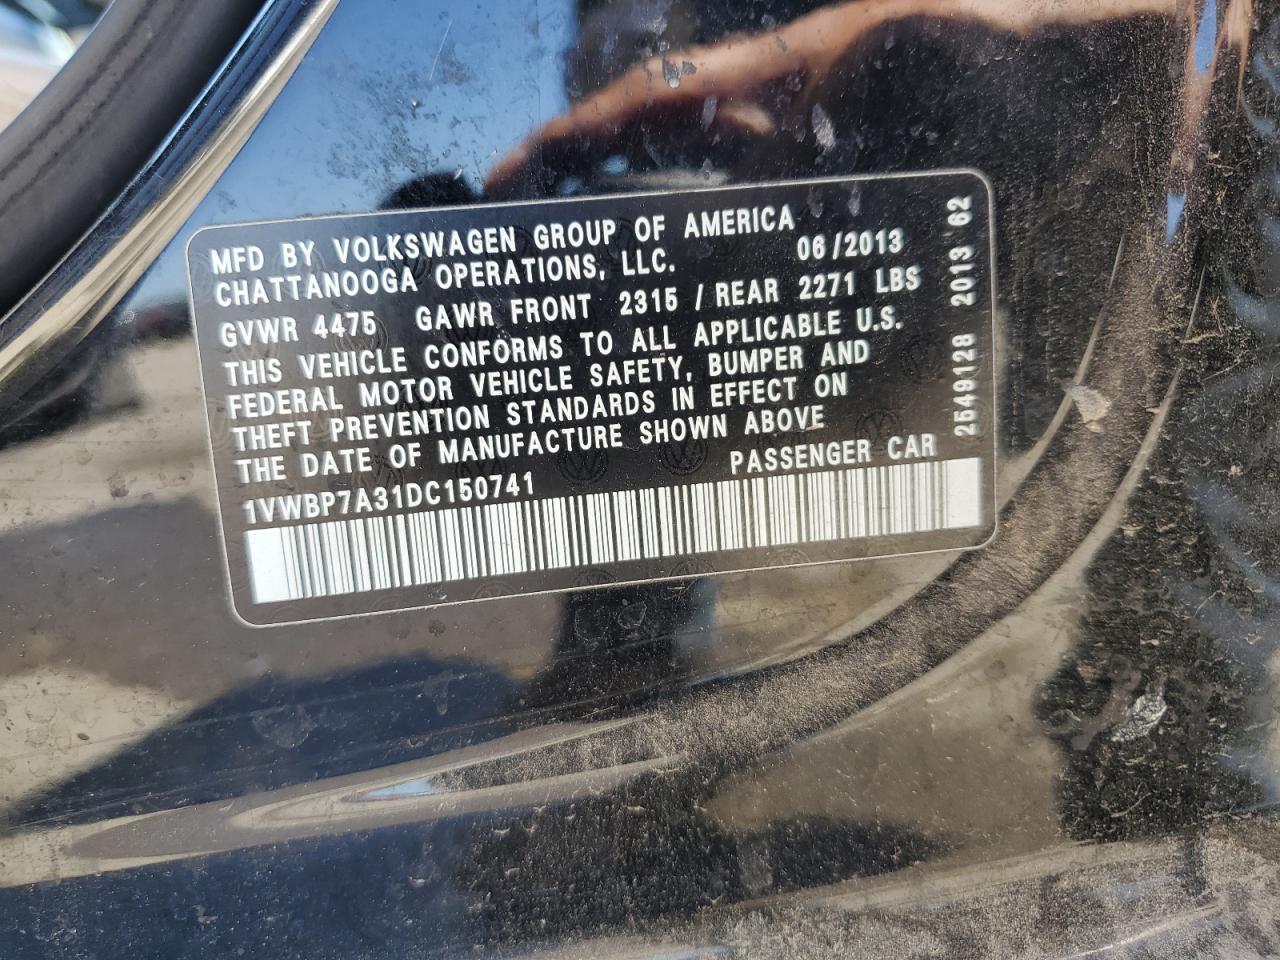 MFD BY VOLKSWAGEN GROUP OF AMERICA
CHATTANOOGA OPERATIONS, LLC. 06/2013
GVWR 4475 GAWR FRONT 2315 / REAR 2271 LBS
THIS VEHICLE CONFORMS TO ALL APPLICABLE U.S.
FEDERAL MOTOR VEHICLE SAFETY, BUMPER AND
THEFT PREVENTION STANDARDS IN EFFECT ON
THE DATE OF MANUFACTURE SHOWN ABOVE
1VWBP7A31DC150741 PASSENGER CAR
2549128 2013 62